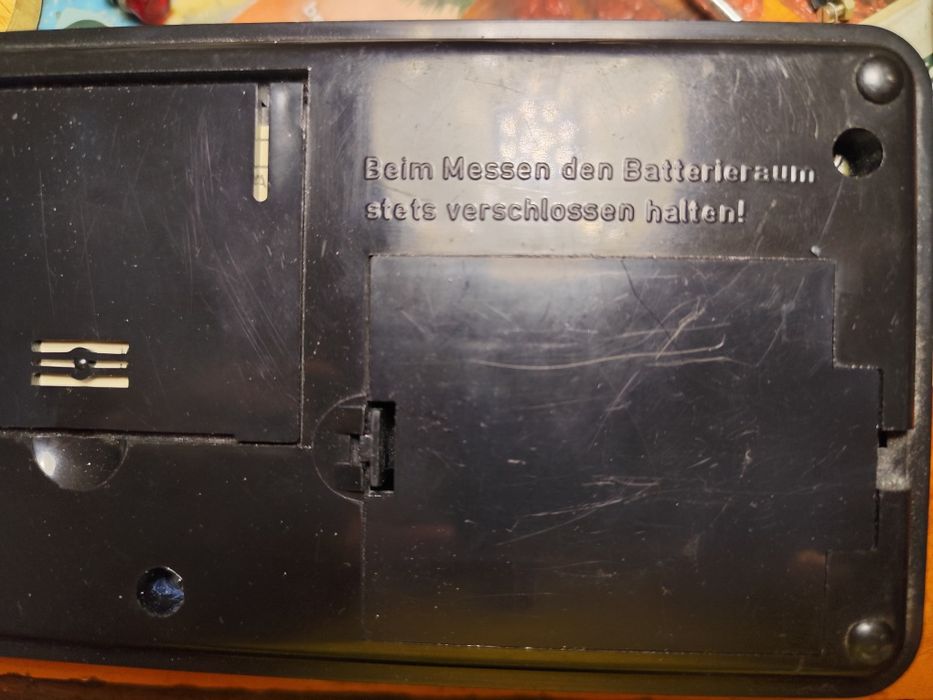 Beim Messen den Batterieraum
stets verschlossen halten!